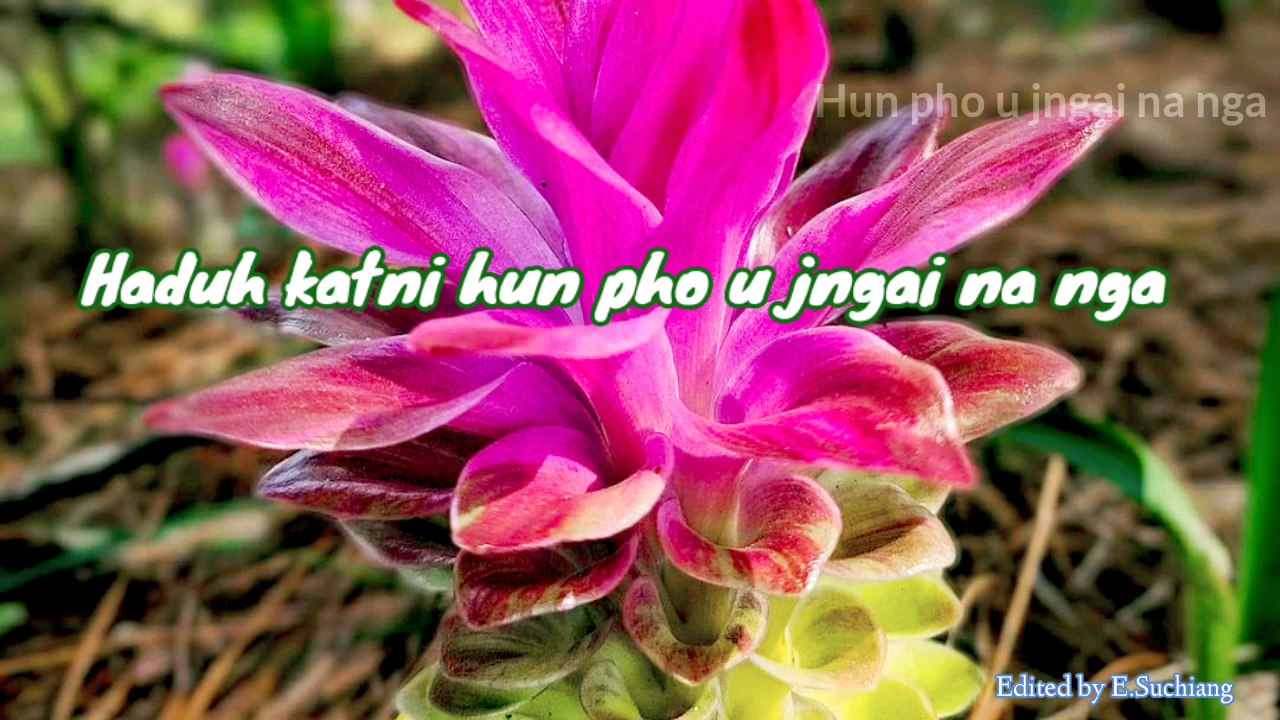 Hun pho u jngai na nga
Haduh katni hun pho u jngai na nga
Edited by E.Suchiang